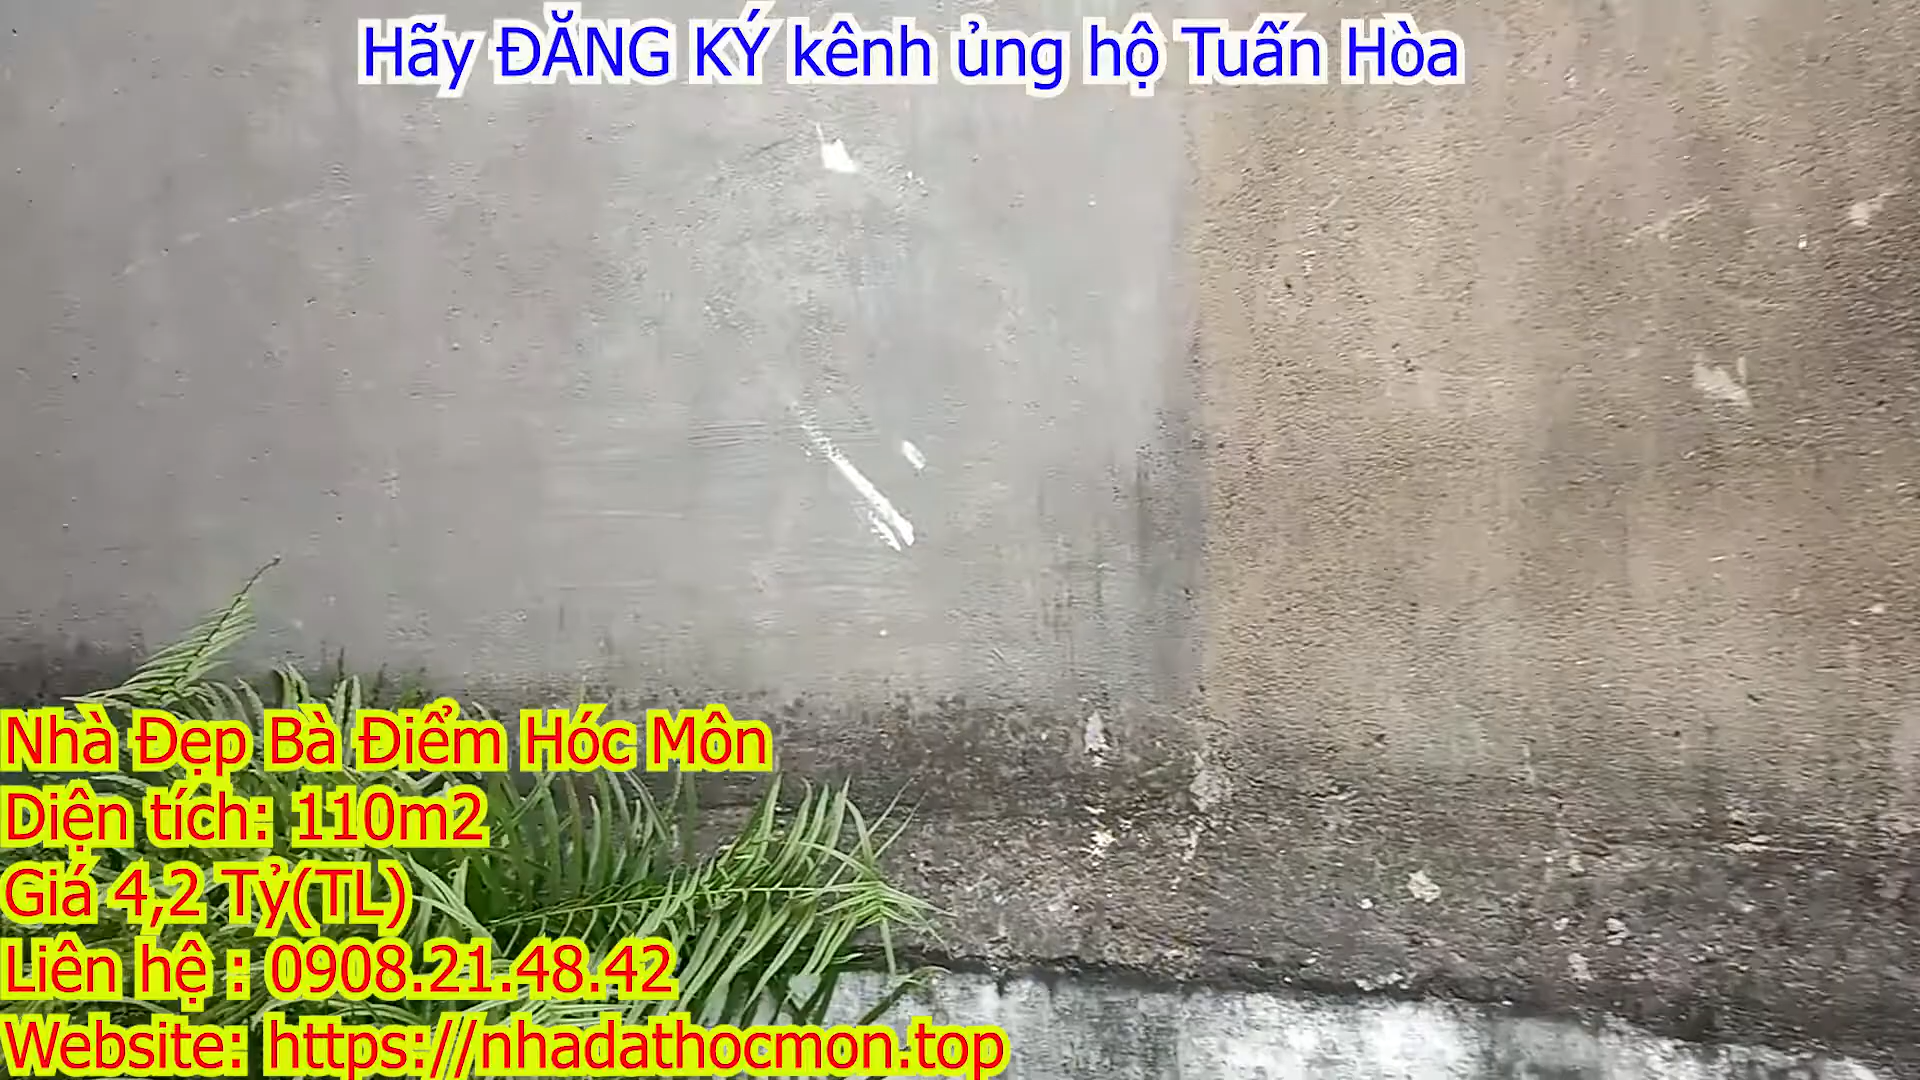 Hãy ĐĂNG KÝ kênh ủng hộ Tuấn Hòa
Nhà Đẹp Bà Điểm Hóc Môn
Diện tích: 110m2
Giá 4,2 Tỷ(TL)
Liên hệ : 0908.21.48.42
Website: https://nhadathocmon.top